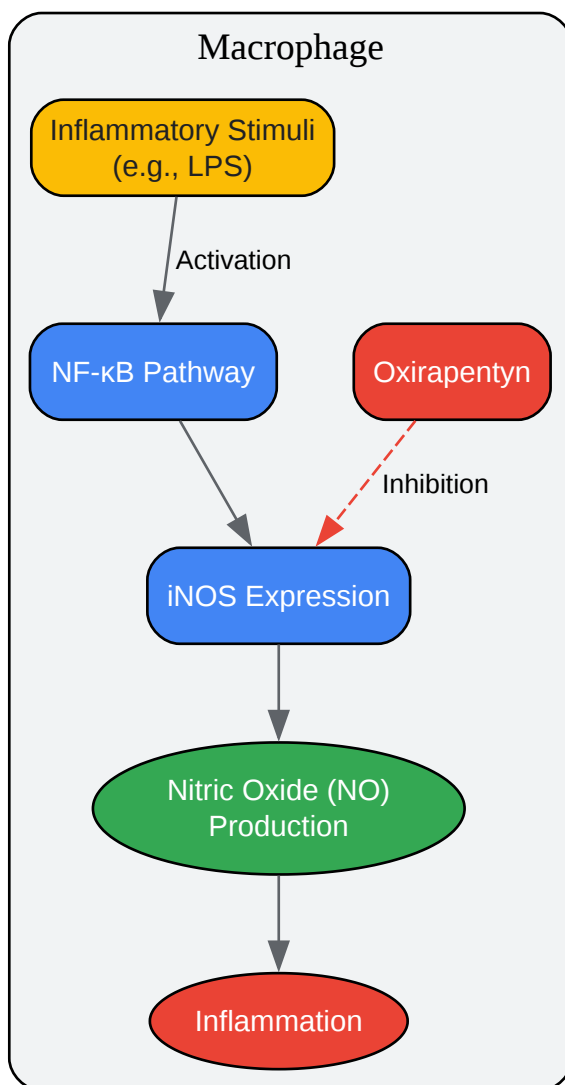 Macrophage
Inflammatory Stimuli
(e.g., LPS)
Activation
NF-κB Pathway
Oxirapentyn
Inhibition
iNOS Expression
Nitric Oxide (NO)
Production
Inflammation